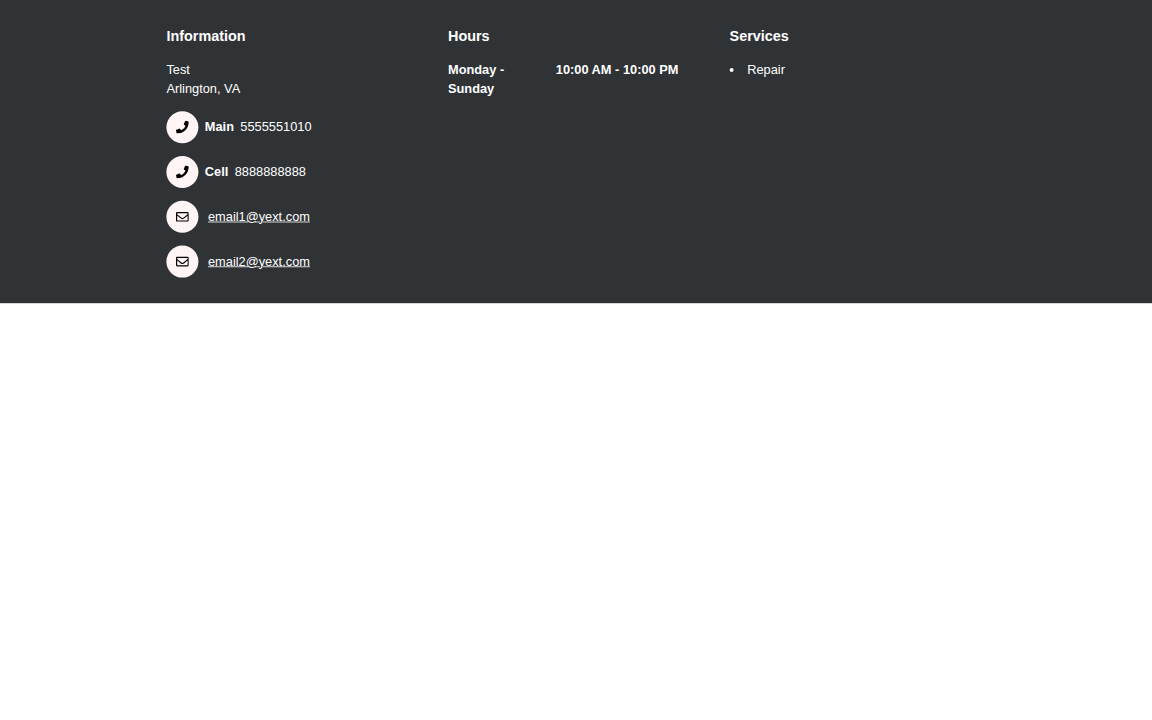 Information
Test
Arlington, VA
Main 5555551010
Cell 8888888888
email1@yext.com
email2@yext.com
Hours
Monday - 10:00 AM - 10:00 PM
Sunday
Services
• Repair